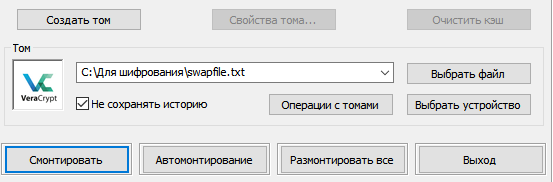 Создать том
Свойства тома...
Очистить кэш
Том
VeraCrypt
C:\Для шифрования\swapfile.txt
Выбрать файл
Не сохранять историю
Операции с томами
Выбрать устройство
Смонтировать
Автомонтирование
Размонтировать все
Выход